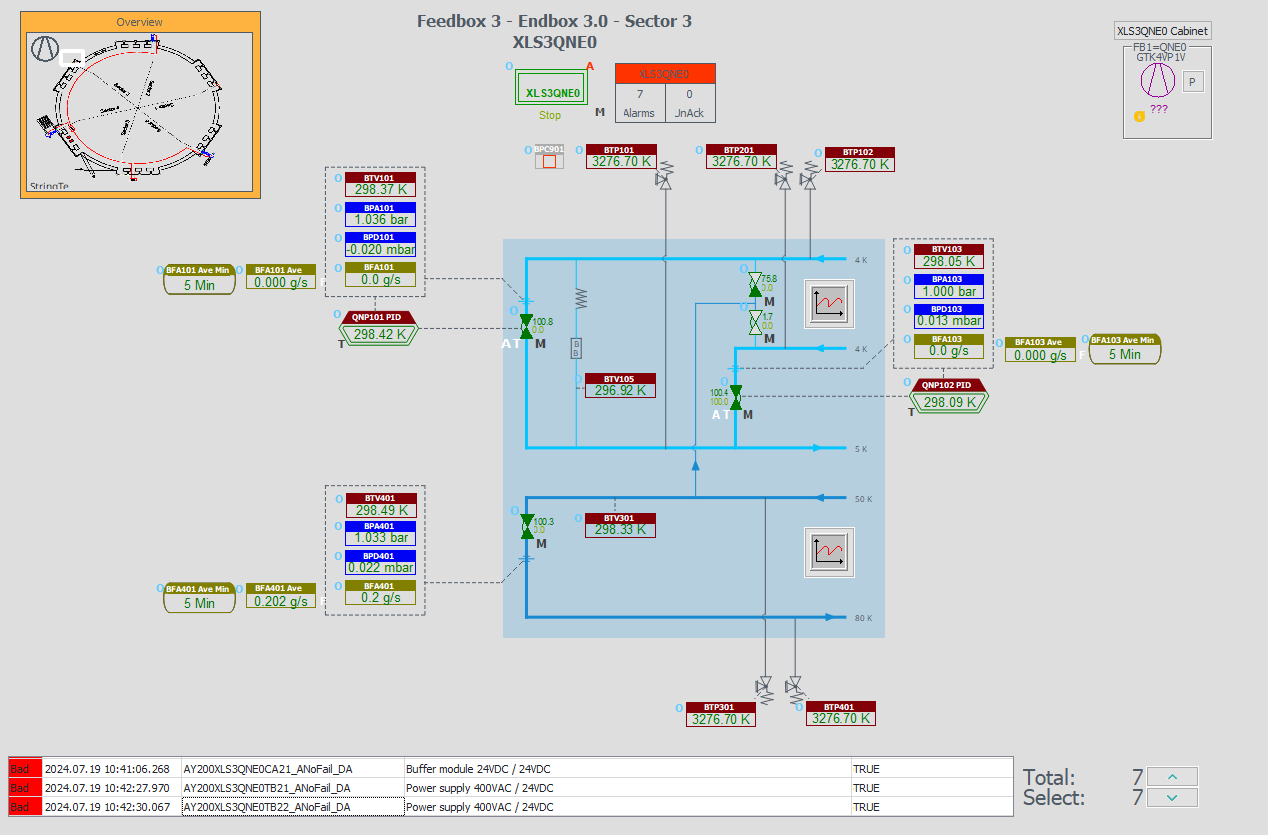 Overview
StringTe
Feedbox 3 - Endbox 3.0 - Sector 3
XLS3QNE0
O
A
XLS3QNE0
Stop
M
XLS3QNE0
7
0
Alarms
UnAck
XLS3QNE0 Cabinet
FB1=QNE0
GTK4VP1V
P
???
O
BPC901
O
BTP101
3276.70 K
O
BTP201
3276.70 K
O
BTP102
3276.70 K
O
BTV101
298.37 K
O
BPA101
1.036 bar
O
BPD101
-0.020 mbar
O
BFA101
0.0 g/s
O
BFA101 Ave Min
5 Min
O
BFA101 Ave
0.000 g/s
O
QNP101 PID
298.42 K
T
O
100.8
0.0
A T
M
4 K
O
75.8
0.0
M
O
1.7
0.0
M
4 K
B
B
O
BTV105
296.92 K
O
100.4
100.0
A T
M
5 K
O
BTV103
298.05 K
O
BPA103
1.000 bar
O
BPD103
0.013 mbar
O
BFA103
0.0 g/s
O
BFA103 Ave
0.000 g/s
F
O
BFA103 Ave Min
5 Min
O
QNP102 PID
298.09 K
T
50 K
O
BTV401
298.49 K
O
BPA401
1.033 bar
O
BPD401
0.022 mbar
O
BFA401
0.2 g/s
O
BFA401 Ave Min
5 Min
O
BFA401 Ave
0.202 g/s
O
100.3
0.0
M
O
BTV301
298.33 K
80 K
O
BTP301
3276.70 K
O
BTP401
3276.70 K
Bad 2024.07.19 10:41:06.268 AY200XLS3QNE0CA21_ANoFail_DA Buffer module 24VDC / 24VDC TRUE
Bad 2024.07.19 10:42:27.970 AY200XLS3QNE0TB21_ANoFail_DA Power supply 400VAC / 24VDC TRUE
Bad 2024.07.19 10:42:30.067 AY200XLS3QNE0TB22_ANoFail_DA Power supply 400VAC / 24VDC TRUE
Total: 7
Select: 7